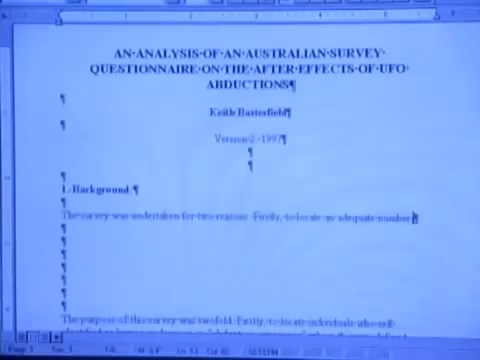 AN ANALYSIS OF AN AUSTRALIAN SURVEY
QUESTIONNAIRE ON THE AFTER EFFECTS OF UFO
ABDUCTIONS¶
¶
Keith Basterfield¶
¶
Version 2 1997¶
¶
¶
¶
1. Background ¶
¶
The survey was undertaken for two reasons. Firstly, to locate an adequate number¶
¶
¶
¶
¶
¶
¶
¶
The purpose of this survey was twofold. Firstly, to locate individuals who self